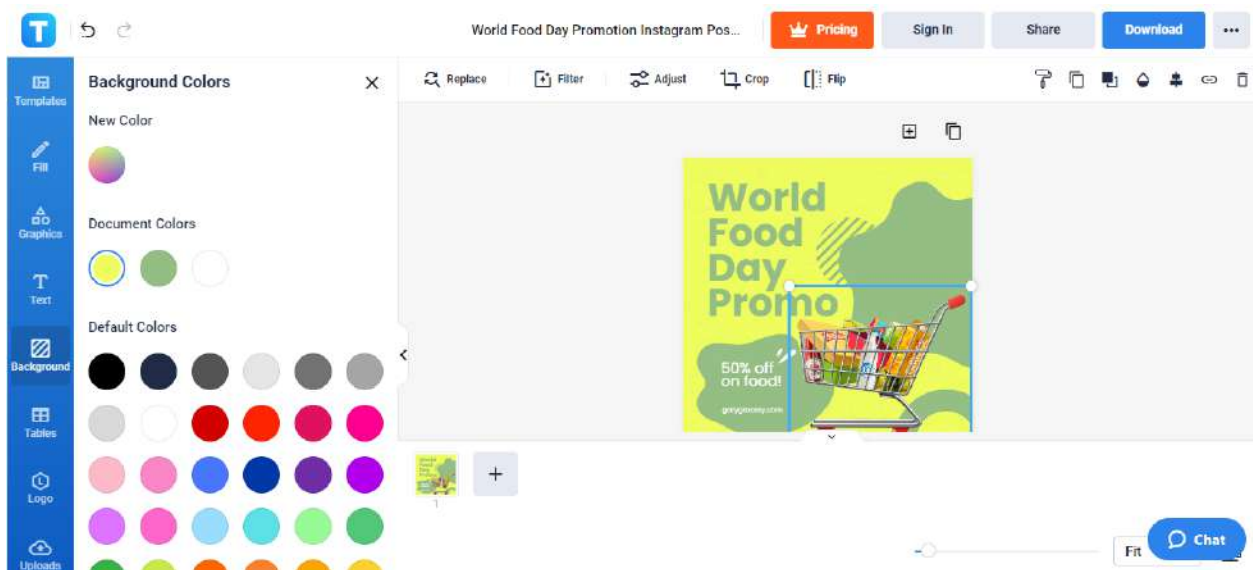 T
World Food Day Promotion Instagram Pos...
Pricing
Sign In
Share
Download
Templates
Fill
Graphics
Text
Background
Tables
Logo
Uploads
Background Colors
New Color
Document Colors
Default Colors
Replace
Filter
Adjust
Crop
Flip
World
Food
Day
Promo
50% off
on food!
1
Fit
Chat